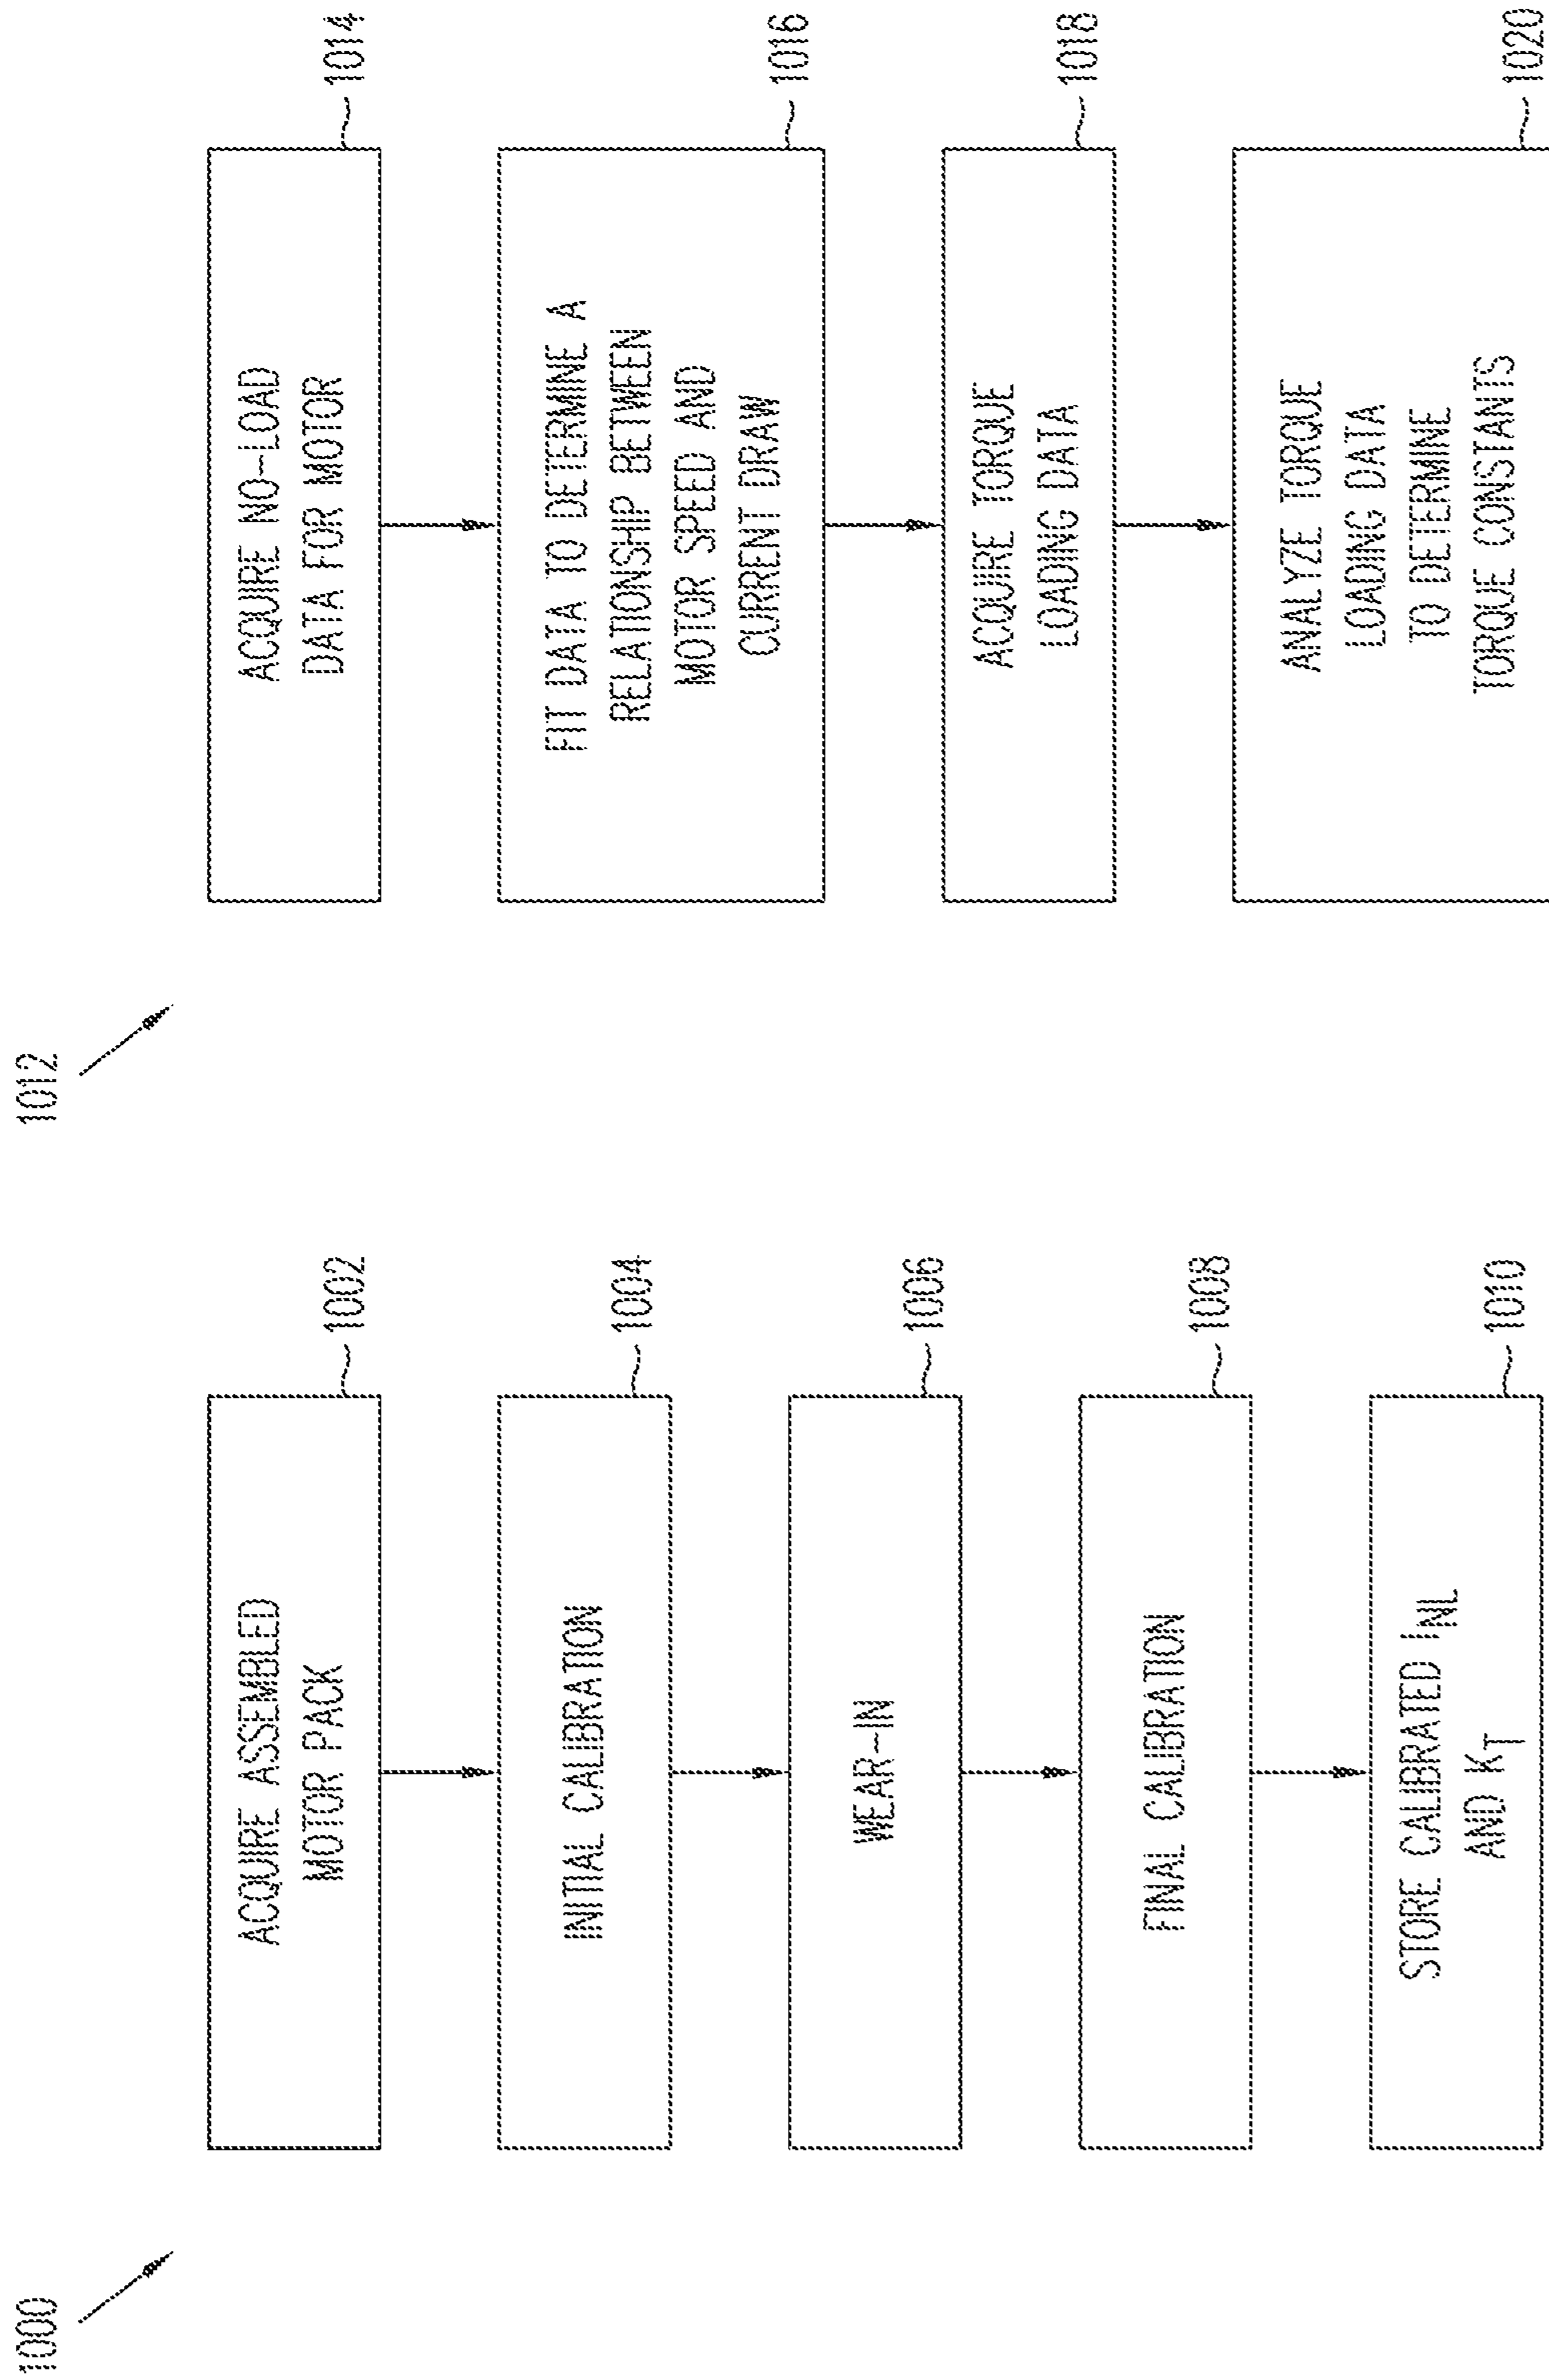 1000
ACQUIRE ASSEMBLED
MOTOR PACK
1002
INITIAL CALIBRATION
1004
WEAR-IN
1006
FINAL CALIBRATION
1008
STORE CALIBRATED I_NL
AND K_T
1010
1012
ACQUIRE NO-LOAD
DATA FOR MOTOR
1014
FIT DATA TO DETERMINE A
RELATIONSHIP BETWEEN
MOTOR SPEED AND
CURRENT DRAW
1016
ACQUIRE TORQUE
LOADING DATA
1018
ANALYZE TORQUE
LOADING DATA
TO DETERMINE
TORQUE CONSTANTS
1020